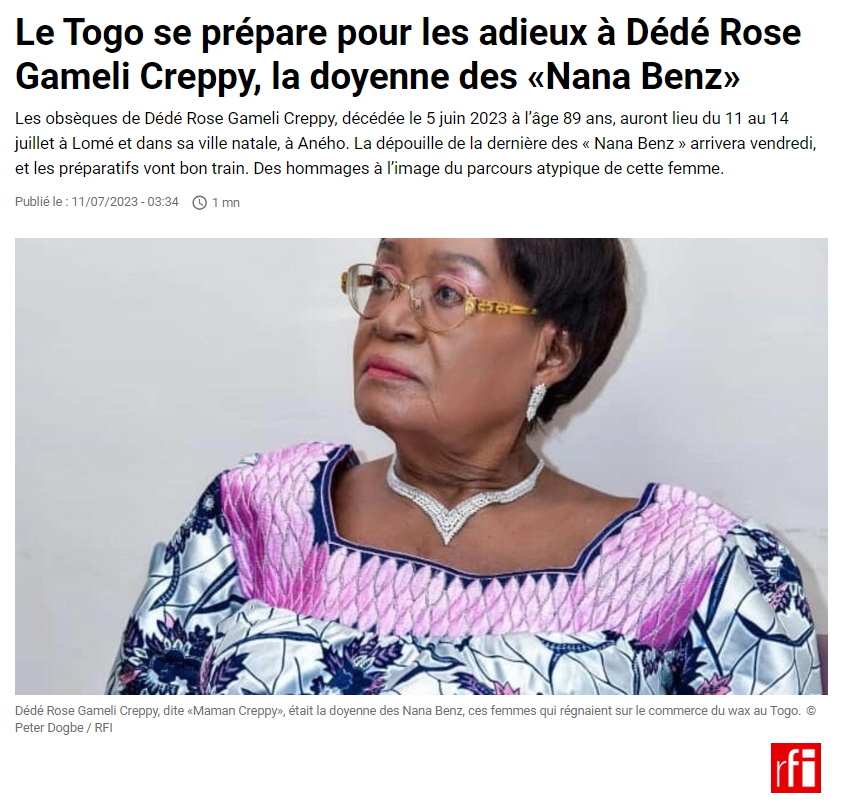 Le Togo se prépare pour les adieux à Dédé Rose
Gameli Creppy, la doyenne des «Nana Benz»
Les obsèques de Dédé Rose Gameli Creppy, décédée le 5 juin 2023 à l'âge 89 ans, auront lieu du 11 au 14
juillet à Lomé et dans sa ville natale, à Aného. La dépouille de la dernière des « Nana Benz » arrivera vendredi,
et les préparatifs vont bon train. Des hommages à l'image du parcours atypique de cette femme.
Publié le : 11/07/2023 - 03:34 1 mn
Dédé Rose Gameli Creppy, dite «Maman Creppy», était la doyenne des Nana Benz, ces femmes qui régnaient sur le commerce du wax au Togo. ©
Peter Dogbe / RFI
rfi